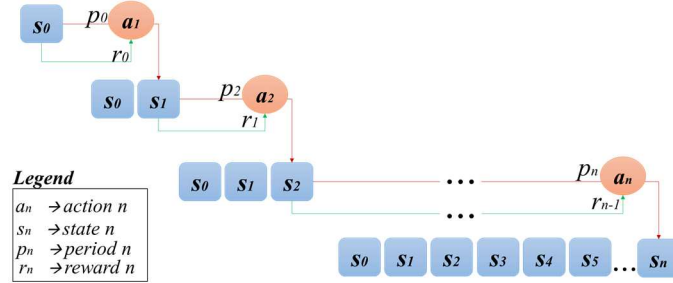 s0 p0 a1
r0
s0 s1 p2 a2
r1
s0 s1 s2 ... pn an
... rn-1
s0 s1 s2 s3 s4 s5 ... sn
Legend
an →action n
sn →state n
pn →period n
rn →reward n